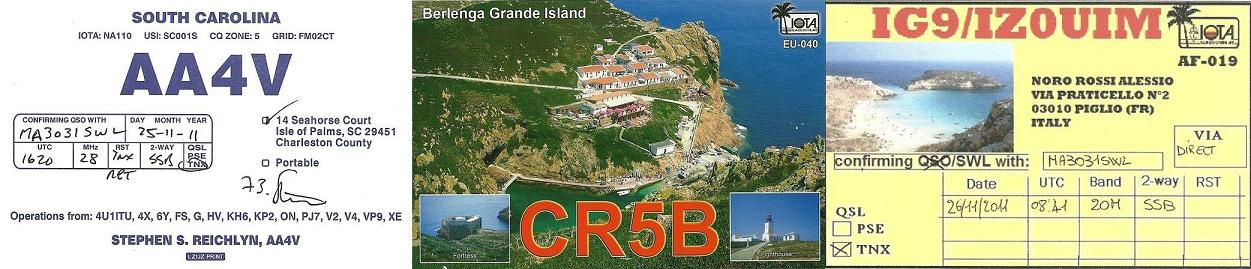 SOUTH CAROLINA
IOTA: NA110 USI: SC001S CQ ZONE: 5 GRID: FM02CT
AA4V
CONFIRMING QSO WITH DAY MONTH YEAR
MA3031SWL 25-11-11
UTC MHz RST 2-WAY QSL
1620 28 TNX SSB PSE
TNX
RPT
14 Seahorse Court
Isle of Palms, SC 29451
Charleston County
Portable
73.
Operations from: 4U1ITU, 4X, 6Y, FS, G, HV, KH6, KP2, ON, PJ7, V2, V4, VP9, XE
STEPHEN S. REICHLYN, AA4V
LZ1JZ PRINT
Berlenga Grande Island
IOTA
EU-040
Fortress
CR5B
Lighthouse
IG9/IZ0UIM
IOTA
AF-019
NORO ROSSI ALESSIO
VIA PRATICELLO N°2
03010 PIGLIO (FR)
ITALY
VIA
DIRECT
confirming QSO/SWL with: MA3031SWL
Date UTC Band 2-way RST
26/11/2011 08.41 20M SSB
QSL
PSE
TNX